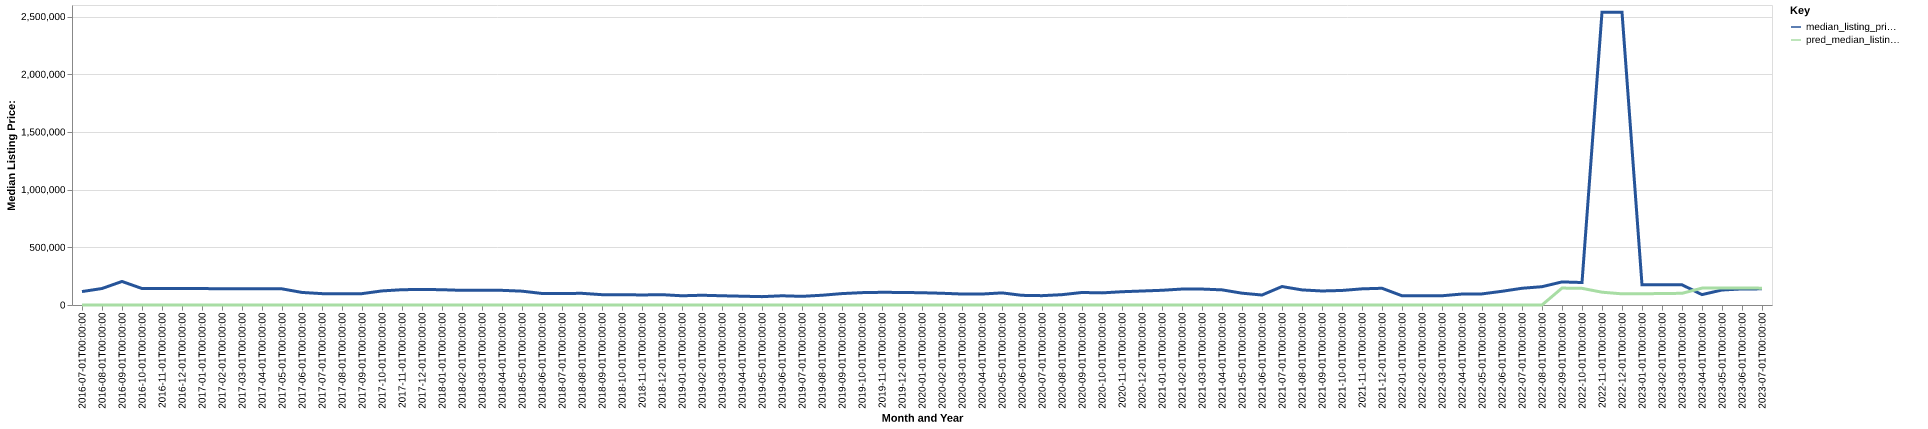 2,500,000
2,000,000
1,500,000
1,000,000
500,000
0
Median Listing Price:
2016-07-01T00:00:00
2016-08-01T00:00:00
2016-09-01T00:00:00
2016-10-01T00:00:00
2016-11-01T00:00:00
2016-12-01T00:00:00
2017-01-01T00:00:00
2017-02-01T00:00:00
2017-03-01T00:00:00
2017-04-01T00:00:00
2017-05-01T00:00:00
2017-06-01T00:00:00
2017-07-01T00:00:00
2017-08-01T00:00:00
2017-09-01T00:00:00
2017-10-01T00:00:00
2017-11-01T00:00:00
2017-12-01T00:00:00
2018-01-01T00:00:00
2018-02-01T00:00:00
2018-03-01T00:00:00
2018-04-01T00:00:00
2018-05-01T00:00:00
2018-06-01T00:00:00
2018-07-01T00:00:00
2018-08-01T00:00:00
2018-09-01T00:00:00
2018-10-01T00:00:00
2018-11-01T00:00:00
2018-12-01T00:00:00
2019-01-01T00:00:00
2019-02-01T00:00:00
2019-03-01T00:00:00
2019-04-01T00:00:00
2019-05-01T00:00:00
2019-06-01T00:00:00
2019-07-01T00:00:00
2019-08-01T00:00:00
2019-09-01T00:00:00
2019-10-01T00:00:00
2019-11-01T00:00:00
2019-12-01T00:00:00
2020-01-01T00:00:00
2020-02-01T00:00:00
2020-03-01T00:00:00
2020-04-01T00:00:00
2020-05-01T00:00:00
2020-06-01T00:00:00
2020-07-01T00:00:00
2020-08-01T00:00:00
2020-09-01T00:00:00
2020-10-01T00:00:00
2020-11-01T00:00:00
2020-12-01T00:00:00
2021-01-01T00:00:00
2021-02-01T00:00:00
2021-03-01T00:00:00
2021-04-01T00:00:00
2021-05-01T00:00:00
2021-06-01T00:00:00
2021-07-01T00:00:00
2021-08-01T00:00:00
2021-09-01T00:00:00
2021-10-01T00:00:00
2021-11-01T00:00:00
2021-12-01T00:00:00
2022-01-01T00:00:00
2022-02-01T00:00:00
2022-03-01T00:00:00
2022-04-01T00:00:00
2022-05-01T00:00:00
2022-06-01T00:00:00
2022-07-01T00:00:00
2022-08-01T00:00:00
2022-09-01T00:00:00
2022-10-01T00:00:00
2022-11-01T00:00:00
2022-12-01T00:00:00
2023-01-01T00:00:00
2023-02-01T00:00:00
2023-03-01T00:00:00
2023-04-01T00:00:00
2023-05-01T00:00:00
2023-06-01T00:00:00
2023-07-01T00:00:00
Month and Year
Key
median_listing_pri…
pred_median_listin…